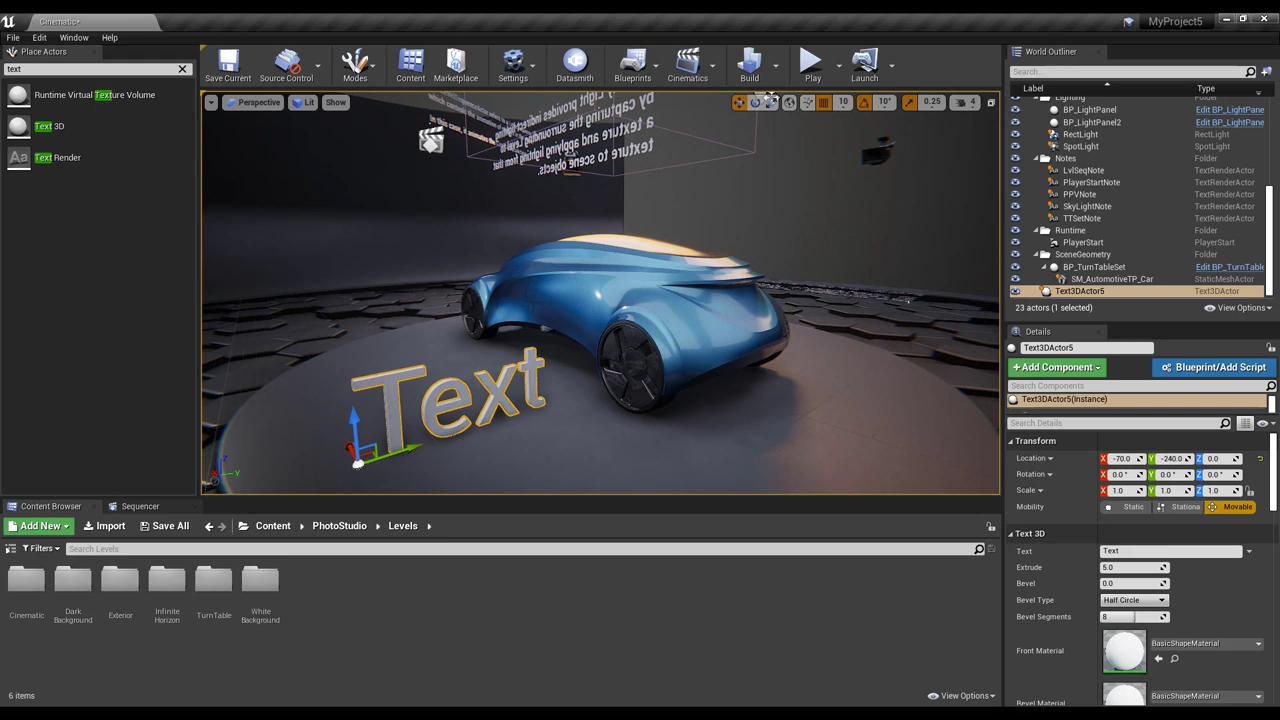 Cinematic*
MyProject5
File Edit Window Help
Place Actors
text
Runtime Virtual Texture Volume
Text 3D
Text Render
Save Current
Source Control
Modes
Content
Marketplace
Settings
Datasmith
Blueprints
Cinematics
Build
Play
Launch
Perspective
Lit
Show
10
10°
0.25
4
by capturing
a texture and applying
lighting from that
texture to scene to objects.
Text
Z
Y
World Outliner
Search...
Label Type
Lighting Folder
BP_LightPanel Edit BP_LightPane
BP_LightPanel2 Edit BP_LightPane
RectLight RectLight
SpotLight SpotLight
Notes Folder
LvlSeqNote TextRenderActor
PlayerStartNote TextRenderActor
PPVNote TextRenderActor
SkyLightNote TextRenderActor
TTSetNote TextRenderActor
Runtime Folder
PlayerStart PlayerStart
SceneGeometry Folder
BP_TurnTableSet Edit BP_TurnTable
SM_AutomotiveTP_Car StaticMeshActor
Text3DActor5 Text3DActor
23 actors (1 selected)
View Options
Details
Text3DActor5
+Add Component
Blueprint/Add Script
Search Components
Text3DActor5(Instance)
Search Details
Transform
Location X -70.0 Y -240.0 Z 0.0
Rotation X 0.0 ° Y 0.0 ° Z 0.0 °
Scale X 1.0 Y 1.0 Z 1.0
Mobility Static Stationa Movable
Text 3D
Text Text
Extrude 5.0
Bevel 0.0
Bevel Type Half Circle
Bevel Segments 8
Front Material BasicShapeMaterial
BasicShapeMaterial
Content Browser
Sequencer
Add New
Import
Save All
Content
PhotoStudio
Levels
Filters
Search Levels
Cinematic
Dark Background
Exterior
Infinite Horizon
TurnTable
White Background
6 items
View Options